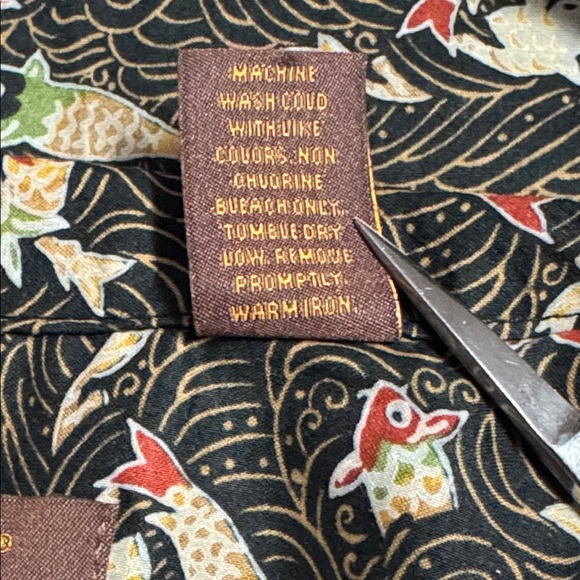 MACHINE
WASH COLD
WITH LIKE
COLORS. NON
CHLORINE
BLEACH ONLY.
TUMBLE DRY
LOW. REMOVE
PROMPTLY.
WARM IRON.
®